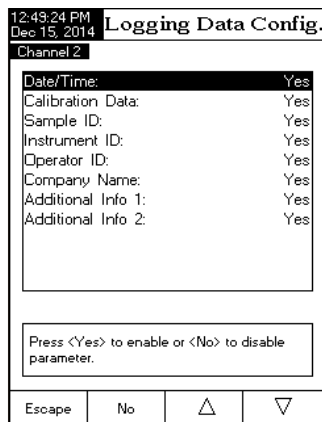 12:49:24 PM
Dec 15, 2014
Logging Data Config.
Channel 2
Date/Time: Yes
Calibration Data: Yes
Sample ID: Yes
Instrument ID: Yes
Operator ID: Yes
Company Name: Yes
Additional Info 1: Yes
Additional Info 2: Yes
Press <Yes> to enable or <No> to disable
parameter.
Escape No △ ▽